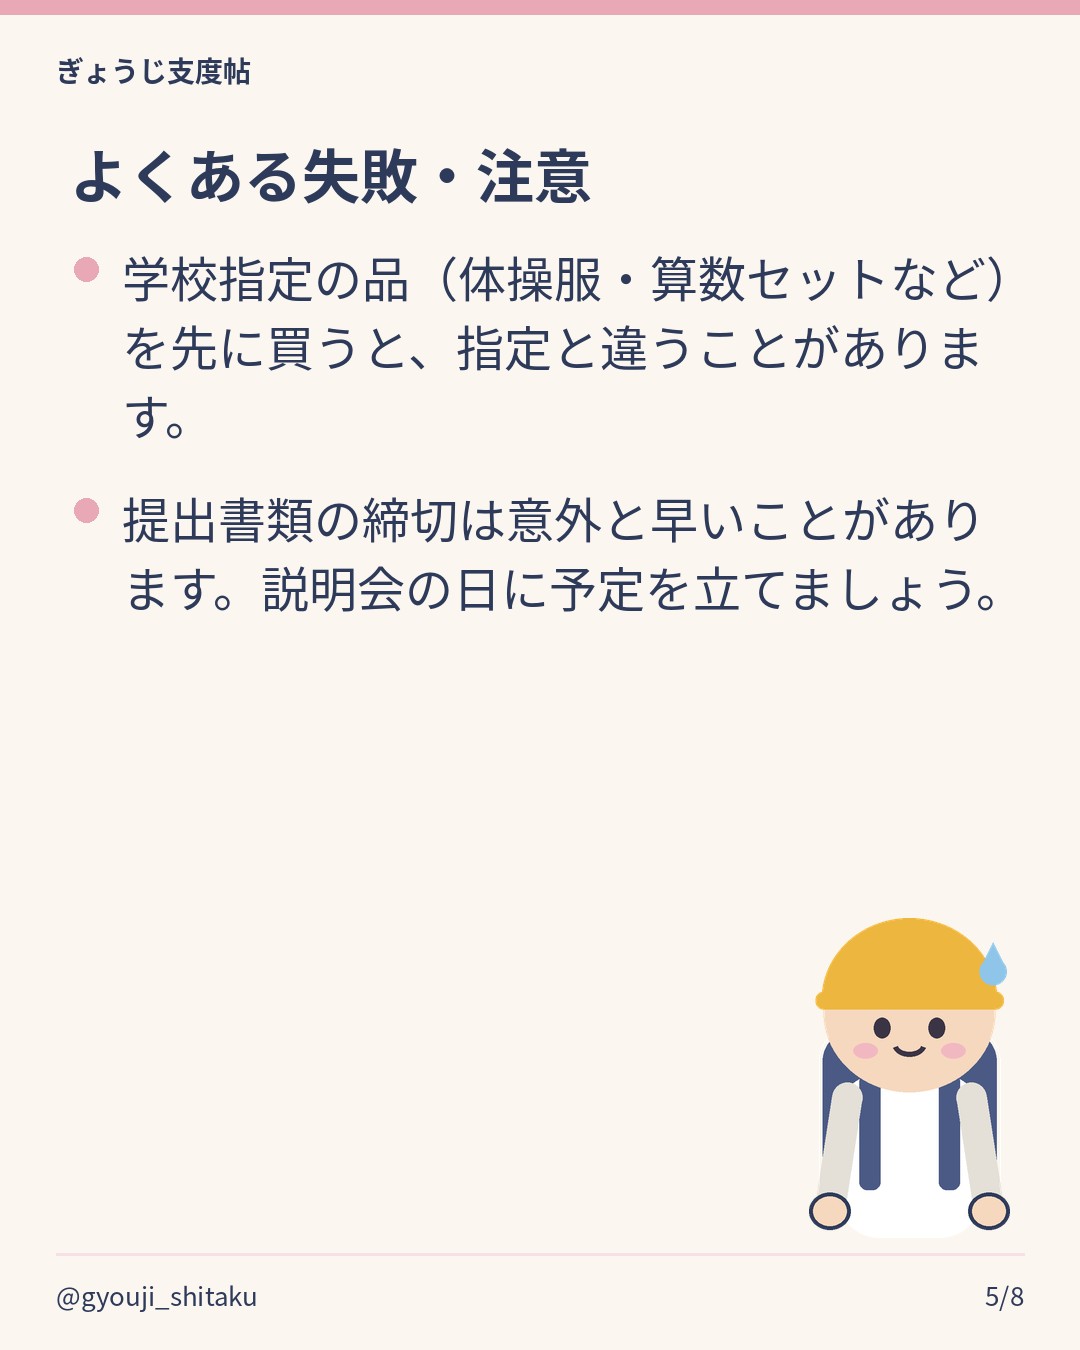 ぎょうじ支度帖
よくある失敗・注意
学校指定の品（体操服・算数セットなど）
を先に買うと、指定と違うことがありま
す。
提出書類の締切は意外と早いことがあり
ます。説明会の日に予定を立てましょう。
@gyouji_shitaku
5/8